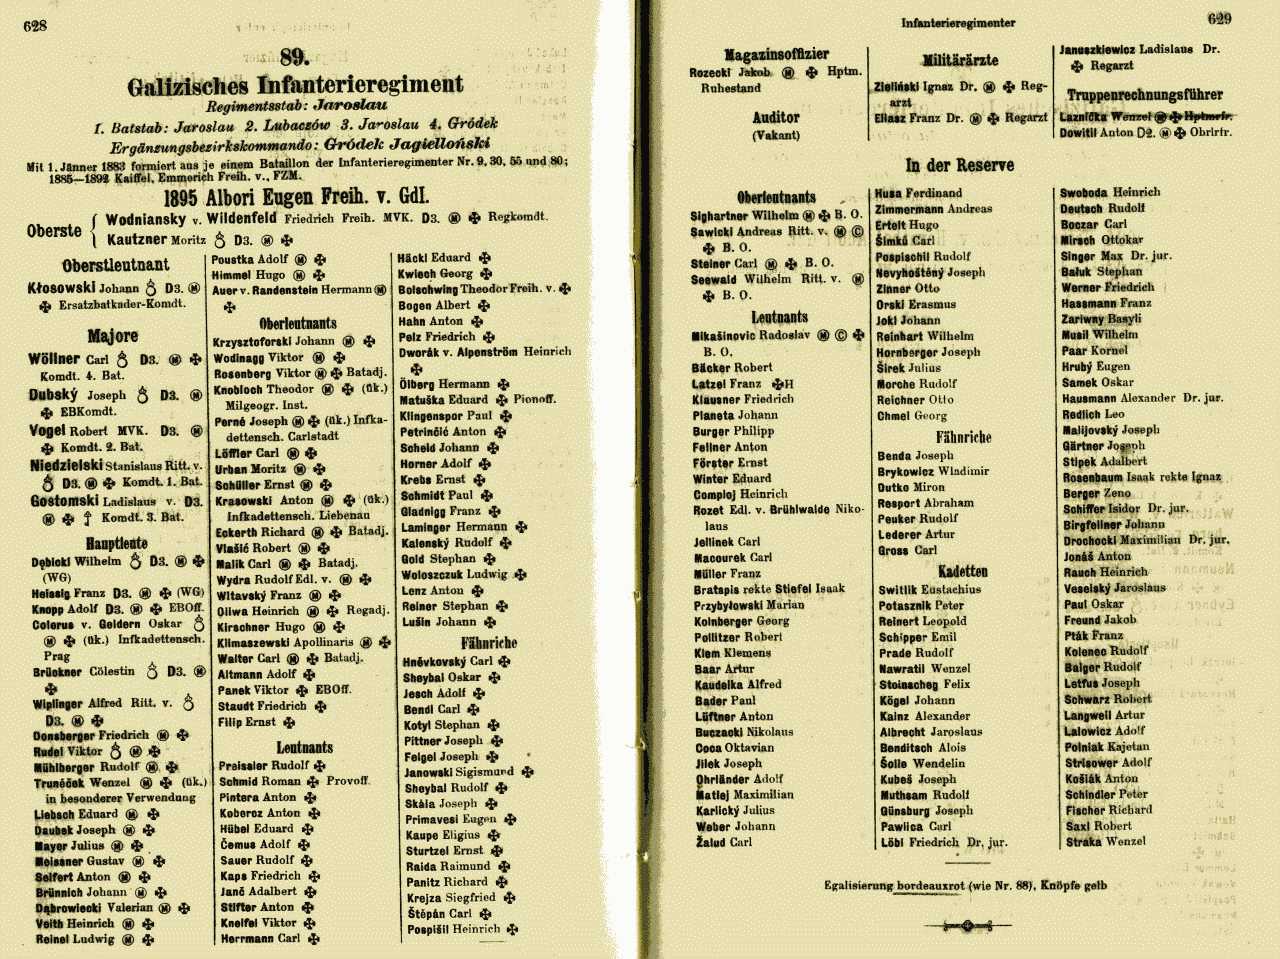 628
89.
Galizisches Infanterieregiment
Regimentsstab: Jaroslau
1. Batstab: Jaroslau 2. Lubaczów 3. Jaroslau 4. Gródek
Ergänzungsbezirkskommando: Gródek Jagielloński
Mit 1. Jänner 1883 formiert aus je einem Bataillon der Infanterieregimenter Nr. 9, 30, 55 und 80;
1885—1892 Kaiffel, Emmerich Freih. v., FZM.
1895 Albori Eugen Freih. v. GdI.
Oberste
Wodniansky v. Wildenfeld Friedrich Freih. MVK. D3. Ⓜ ✠ Regkomdt.
Kautzner Moritz D3. Ⓜ ✠
Oberstleutnant
Kłosowski Johann D3. Ⓜ
✠ Ersatzbatkader-Komdt.
Majore
Wöllner Carl D3. Ⓜ ✠
Komdt. 4. Bat.
Dubský Joseph D3. Ⓜ
✠ EBKomdt.
Vogel Robert MVK. D3. Ⓜ
✠ Komdt. 2. Bat.
Niedzielski Stanislaus Ritt. v.
D3. Ⓜ ✠ Komdt. 1. Bat.
Gostomski Ladislaus v. D3.
Ⓜ ✠ Komdt. 3. Bat.
Hauptleute
Dębicki Wilhelm D3. Ⓜ ✠
(WG)
Heissig Franz D3. Ⓜ ✠ (WG)
Knopp Adolf D3. Ⓜ ✠ EBOff.
Colerus v. Geldern Oskar
Ⓜ ✠ (ük.) Infkadettensch.
Prag
Brückner Cölestin D3. Ⓜ
✠
Wiplinger Alfred Ritt. v.
D3. Ⓜ ✠
Donsberger Friedrich Ⓜ ✠
Rudel Viktor Ⓜ ✠
Mühlberger Rudolf Ⓜ ✠
Truněček Wenzel Ⓜ ✠ (ük.)
in besonderer Verwendung
Liebsch Eduard Ⓜ ✠
Daubek Joseph Ⓜ ✠
Mayer Julius Ⓜ ✠
Meissner Gustav Ⓜ ✠
Seifert Anton Ⓜ ✠
Brünnich Johann Ⓜ ✠
Dąbrowiecki Valerian Ⓜ ✠
Veith Heinrich Ⓜ ✠
Reinel Ludwig Ⓜ ✠
Poustka Adolf Ⓜ ✠
Himmel Hugo Ⓜ ✠
Auer v. Randenstein Hermann Ⓜ
✠
Oberleutnants
Krzysztoforski Johann Ⓜ ✠
Wodinagg Viktor Ⓜ ✠
Rosenberg Viktor Ⓜ ✠ Batadj.
Knobloch Theodor Ⓜ ✠ (ük.)
Milgeogr. Inst.
Perné Joseph Ⓜ ✠ (ük.) Infka-
dettensch. Carlstadt
Löffler Carl Ⓜ ✠
Urban Moritz Ⓜ ✠
Schüller Ernst Ⓜ ✠
Krasowski Anton Ⓜ ✠ (ük.)
Infkadettensch. Liebenau
Eckerth Richard Ⓜ ✠ Batadj.
Vlašić Robert Ⓜ ✠
Malik Carl Ⓜ ✠ Batadj.
Wydra Rudolf Edl. v. Ⓜ ✠
Wltavský Franz Ⓜ ✠
Oliwa Heinrich Ⓜ ✠ Regadj.
Kirschner Hugo Ⓜ ✠
Klimaszewski Apollinaris Ⓜ ✠
Walter Carl Ⓜ ✠ Batadj.
Altmann Adolf ✠
Panek Viktor ✠ EBOff.
Staudt Friedrich ✠
Filip Ernst ✠
Leutnants
Preissler Rudolf ✠
Schmid Roman ✠ Provoff.
Pintera Anton ✠
Kobercz Anton ✠
Hübel Eduard ✠
Čemus Adolf ✠
Sauer Rudolf ✠
Kaps Friedrich ✠
Janč Adalbert ✠
Stifter Anton ✠
Kneifel Viktor ✠
Herrmann Carl ✠
Häckl Eduard ✠
Kwiech Georg ✠
Bolschwing Theodor Freih. v. ✠
Bogen Albert ✠
Hahn Anton ✠
Pelz Friedrich ✠
Dworák v. Alpenström Heinrich
✠
Ölberg Hermann ✠
Matuška Eduard ✠ Pionoff.
Klingenspor Paul ✠
Petrinčić Anton ✠
Scheid Johann ✠
Horner Adolf ✠
Krebs Ernst ✠
Schmidt Paul ✠
Gladnigg Franz ✠
Laminger Hermann ✠
Kalenský Rudolf ✠
Gold Stephan ✠
Woloszczuk Ludwig ✠
Lenz Anton ✠
Reiner Stephan ✠
Lušin Johann ✠
Fähnriche
Hněvkovský Carl ✠
Sheybal Oskar ✠
Jesch Adolf ✠
Bendl Carl ✠
Kotyl Stephan ✠
Pittner Joseph ✠
Feigel Joseph ✠
Janowski Sigismund ✠
Sheybal Rudolf ✠
Skála Joseph ✠
Primavesi Eugen ✠
Kaupe Eligius ✠
Sturtzel Ernst ✠
Raida Raimund ✠
Panitz Richard ✠
Krejza Siegfried ✠
Štěpán Carl ✠
Pospišil Heinrich ✠
Infanterieregimenter
629
Magazinsoffizier
Rozecki Jakob Ⓜ ✠ Hptm.
Ruhestand
Auditor
(Vakant)
Militärärzte
Zieliński Ignaz Dr. Ⓜ ✠ Reg-
arzt
Eliasz Franz Dr. Ⓜ ✠ Regarzt
Januszkiewicz Ladislaus Dr.
✠ Regarzt
Truppenrechnungsführer
Laznička Wenzel Ⓜ ✠ Hptmrfr.
Dowitil Anton D2. Ⓜ ✠ Obrlrfr.
In der Reserve
Oberleutnants
Sighartner Wilhelm Ⓜ ✠ B. O.
Sawicki Andreas Ritt. v. Ⓜ Ⓒ
✠ B. O.
Steiner Carl Ⓜ ✠ B. O.
Seewald Wilhelm Ritt. v. Ⓜ
✠ B. O.
Leutnants
Mikašinovic Radoslav Ⓜ Ⓒ ✠
B. O.
Bäcker Robert
Latzel Franz ✠H
Klausner Friedrich
Planeta Johann
Burger Philipp
Fellner Anton
Förster Ernst
Winter Eduard
Comploj Heinrich
Rozet Edl. v. Brühlwalde Niko-
laus
Jellinek Carl
Macourek Carl
Müller Franz
Bratspis rekte Stiefel Isaak
Przybyłowski Marian
Kolnberger Georg
Pollitzer Robert
Klem Klemens
Baar Artur
Kaudelka Alfred
Bader Paul
Lüftner Anton
Buczacki Nikolaus
Coca Oktavian
Jilek Joseph
Ohrländer Adolf
Matiej Maximilian
Karlický Julius
Weber Johann
Žalud Carl
Husa Ferdinand
Zimmermann Andreas
Ertelt Hugo
Šimků Carl
Pospischil Rudolf
Nevyhoštěný Joseph
Zinner Otto
Orski Erasmus
Jokl Johann
Reinhart Wilhelm
Hornberger Joseph
Širek Julius
Morche Rudolf
Reichner Otto
Chmel Georg
Fähnriche
Benda Joseph
Brykowicz Wladimir
Dutko Miron
Resport Abraham
Peuker Rudolf
Lederer Artur
Gross Carl
Kadetten
Switlik Eustachius
Potasznik Peter
Reinert Leopold
Schipper Emil
Prade Rudolf
Nawratil Wenzel
Steinacheg Felix
Kögel Johann
Kainz Alexander
Albrecht Jaroslaus
Benditsch Alois
Šolle Wendelin
Kubeš Joseph
Muthsam Rudolf
Günsburg Joseph
Pawlica Carl
Löbl Friedrich Dr. jur.
Swoboda Heinrich
Deutsch Rudolf
Boczar Carl
Mirsch Ottokar
Singer Max Dr. jur.
Bałuk Stephan
Werner Friedrich
Hassmann Franz
Zariwny Basyli
Musil Wilhelm
Paar Kornel
Hrubý Eugen
Samek Oskar
Hausmann Alexander Dr. jur.
Redlich Leo
Malijovský Joseph
Gärtner Joseph
Stipek Adalbert
Rosenbaum Isaak rekte Ignaz
Berger Zeno
Schiffer Isidor Dr. jur.
Birgfellner Johann
Drochocki Maximilian Dr. jur.
Jonáš Anton
Rauch Heinrich
Veselský Jaroslaus
Paul Oskar
Freund Jakob
Pták Franz
Kolenec Rudolf
Balger Rudolf
Letfus Joseph
Schwarz Robert
Langweil Artur
Lalowicz Adolf
Polniak Kajetan
Strisower Adolf
Košiák Anton
Schindler Peter
Fischer Richard
Saxl Robert
Straka Wenzel
Egalisierung bordeauxrot (wie Nr. 88), Knöpfe gelb